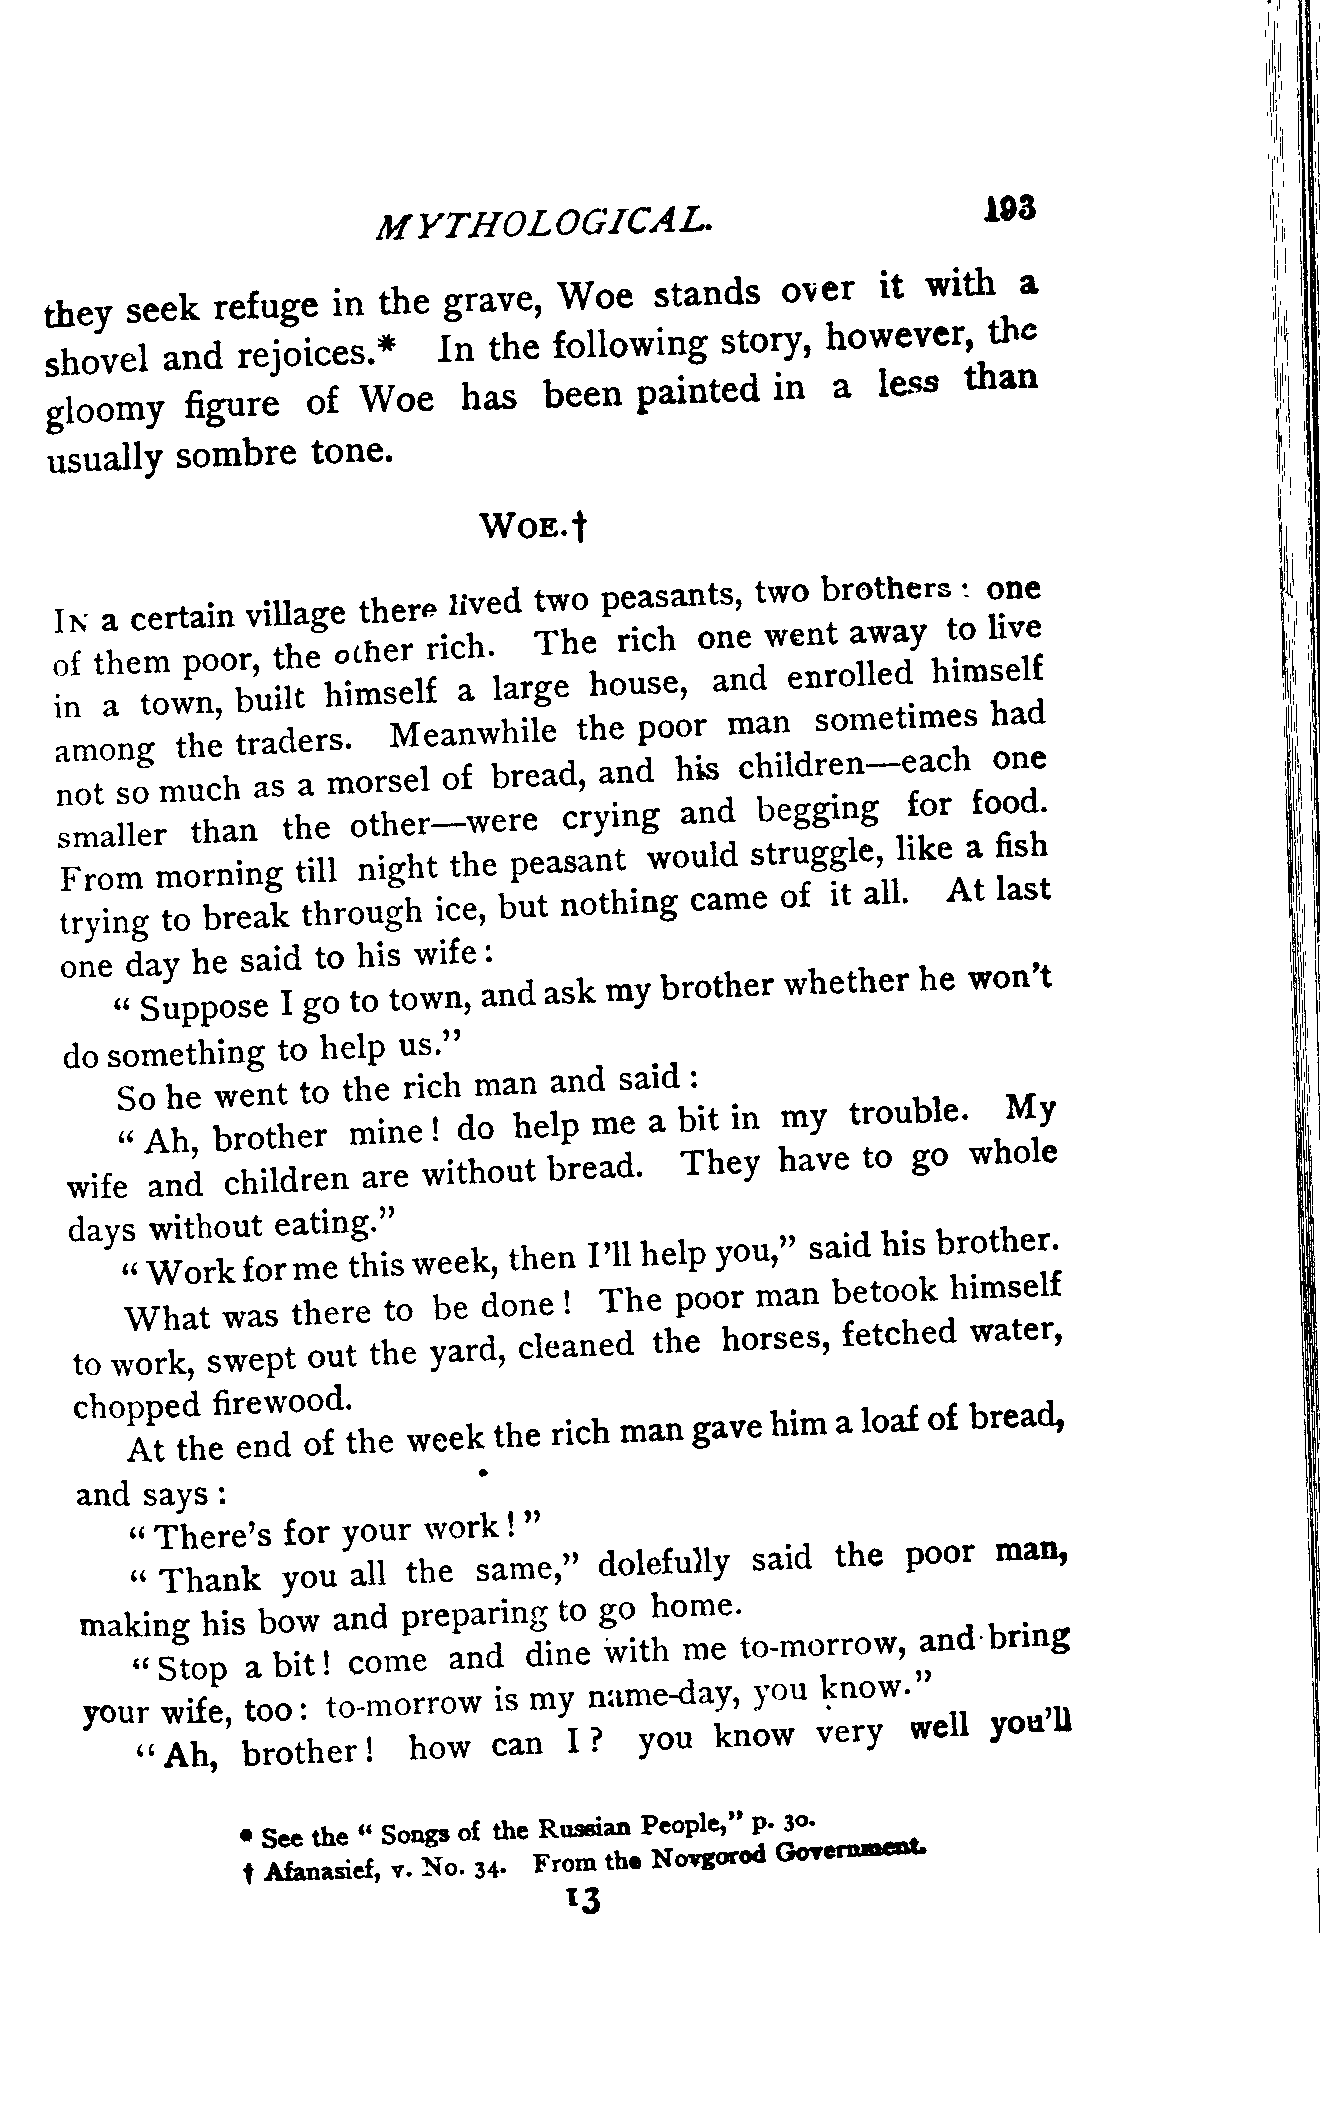 MYTHOLOGICAL. 193
they seek refuge in the grave, Woe stands over it with a
shovel and rejoices.* In the following story, however, the
gloomy figure of Woe has been painted in a less than
usually sombre tone.
WOE.†
IN a certain village there lived two peasants, two brothers : one
of them poor, the other rich. The rich one went away to live
in a town, built himself a large house, and enrolled himself
among the traders. Meanwhile the poor man sometimes had
not so much as a morsel of bread, and his children—each one
smaller than the other—were crying and begging for food.
From morning till night the peasant would struggle, like a fish
trying to break through ice, but nothing came of it all. At last
one day he said to his wife :
“ Suppose I go to town, and ask my brother whether he won’t
do something to help us.”
So he went to the rich man and said :
“ Ah, brother mine ! do help me a bit in my trouble. My
wife and children are without bread. They have to go whole
days without eating.”
“ Work for me this week, then I’ll help you,” said his brother.
What was there to be done ! The poor man betook himself
to work, swept out the yard, cleaned the horses, fetched water,
chopped firewood.
At the end of the week the rich man gave him a loaf of bread,
and says :
“ There’s for your work ! ”
“ Thank you all the same,” dolefully said the poor man,
making his bow and preparing to go home.
“ Stop a bit ! come and dine with me to-morrow, and bring
your wife, too : to-morrow is my name-day, you know.”
“ Ah, brother ! how can I ? you know very well you’ll
* See the “ Songs of the Russian People,” p. 30.
† Afanasief, v. No. 34. From the Novgorod Government.
13